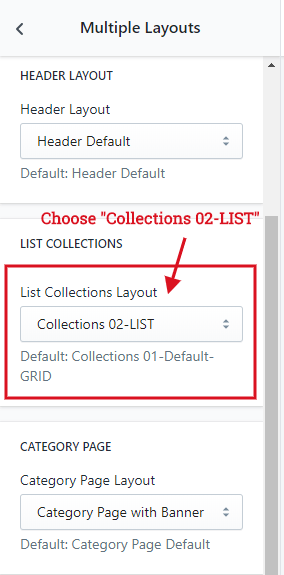 Multiple Layouts
HEADER LAYOUT
Header Layout
Header Default
Default: Header Default
Choose "Collections 02-LIST"
LIST COLLECTIONS
List Collections Layout
Collections 02-LIST
Default: Collections 01-Default-
GRID
CATEGORY PAGE
Category Page Layout
Category Page with Banner
Default: Category Page Default